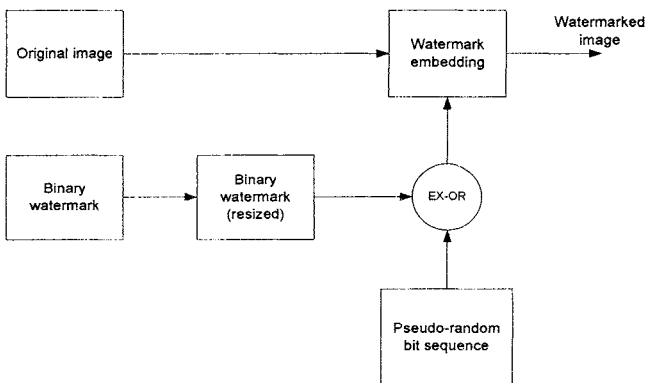 Original image
Watermark
embedding
Watermarked
image
Binary
watermark
Binary
watermark
(resized)
EX-OR
Pseudo-random
bit sequence